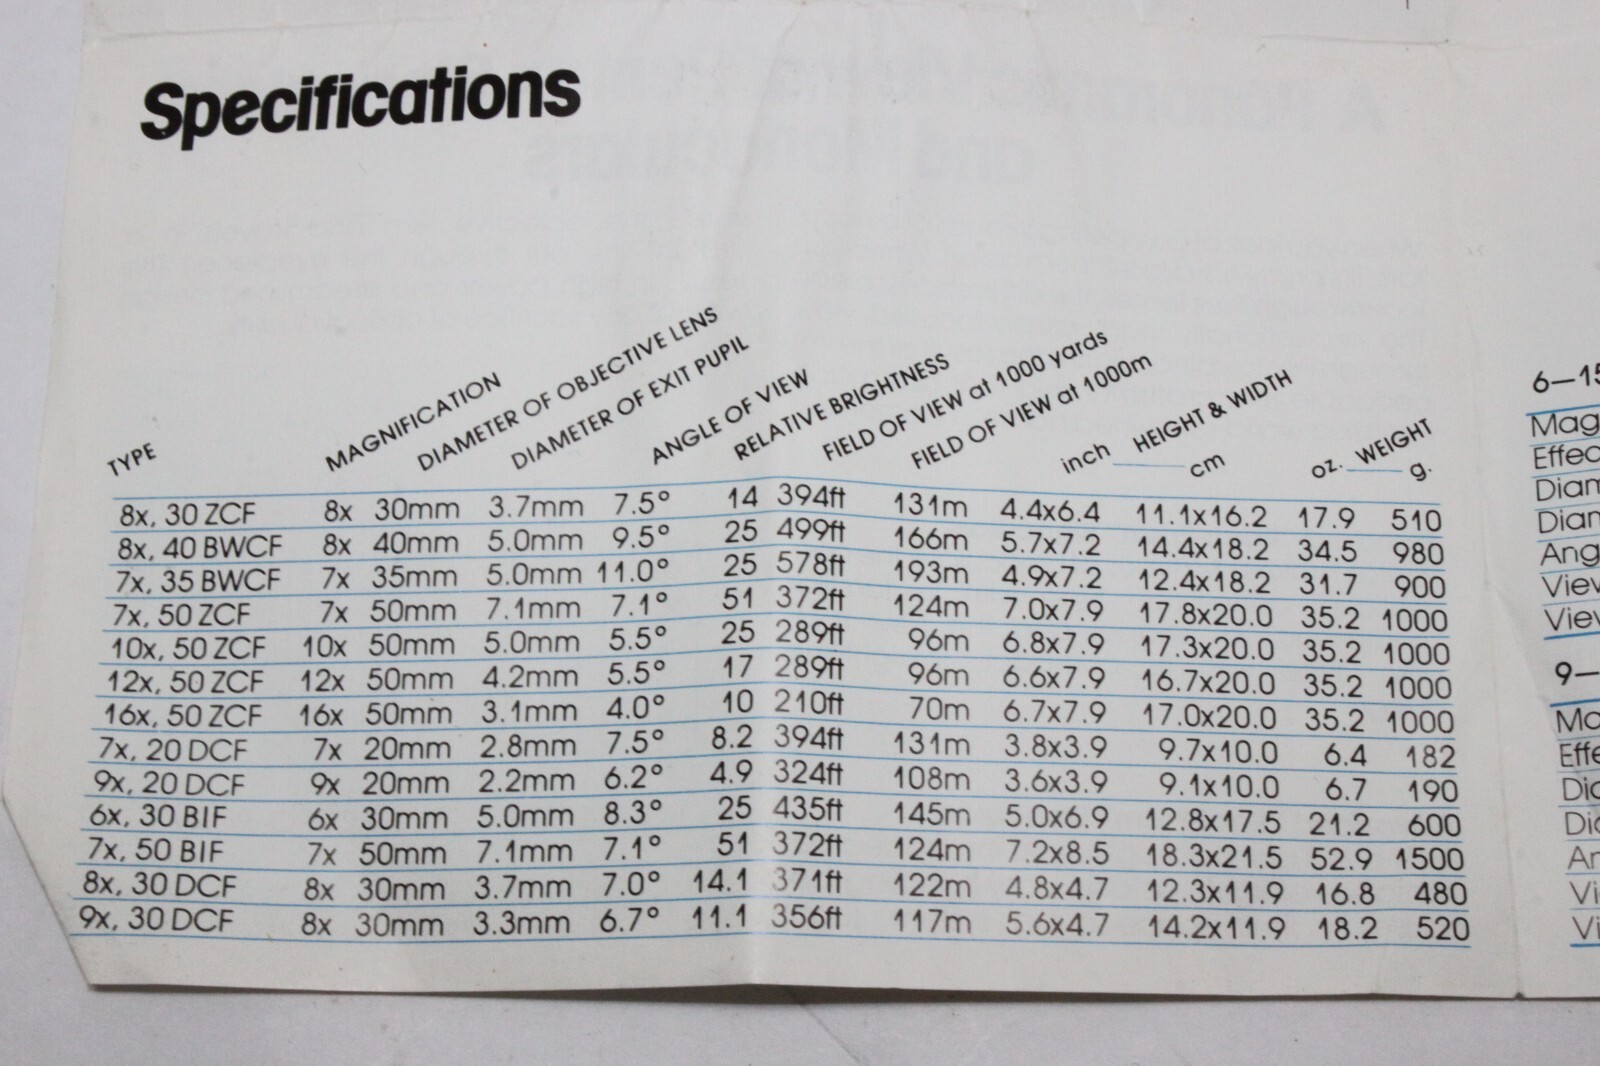 Specifications
TYPE MAGNIFICATION DIAMETER OF OBJECTIVE LENS DIAMETER OF EXIT PUPIL ANGLE OF VIEW RELATIVE BRIGHTNESS FIELD OF VIEW at 1000 yards FIELD OF VIEW at 1000m inch HEIGHT & WIDTH cm oz. WEIGHT g.
8x, 30 ZCF 8x 30mm 3.7mm 7.5° 14 394ft 131m 4.4x6.4 11.1x16.2 17.9 510
8x, 40 BWCF 8x 40mm 5.0mm 9.5° 25 499ft 166m 5.7x7.2 14.4x18.2 34.5 980
7x, 35 BWCF 7x 35mm 5.0mm 11.0° 25 578ft 193m 4.9x7.2 12.4x18.2 31.7 900
7x, 50 ZCF 7x 50mm 7.1mm 7.1° 51 372ft 124m 7.0x7.9 17.8x20.0 35.2 1000
10x, 50 ZCF 10x 50mm 5.0mm 5.5° 25 289ft 96m 6.8x7.9 17.3x20.0 35.2 1000
12x, 50 ZCF 12x 50mm 4.2mm 5.5° 17 289ft 96m 6.6x7.9 16.7x20.0 35.2 1000
16x, 50 ZCF 16x 50mm 3.1mm 4.0° 10 210ft 70m 6.7x7.9 17.0x20.0 35.2 1000
7x, 20 DCF 7x 20mm 2.8mm 7.5° 8.2 394ft 131m 3.8x3.9 9.7x10.0 6.4 182
9x, 20 DCF 9x 20mm 2.2mm 6.2° 4.9 324ft 108m 3.6x3.9 9.1x10.0 6.7 190
6x, 30 BIF 6x 30mm 5.0mm 8.3° 25 435ft 145m 5.0x6.9 12.8x17.5 21.2 600
7x, 50 BIF 7x 50mm 7.1mm 7.1° 51 372ft 124m 7.2x8.5 18.3x21.5 52.9 1500
8x, 30 DCF 8x 30mm 3.7mm 7.0° 14.1 371ft 122m 4.8x4.7 12.3x11.9 16.8 480
9x, 30 DCF 8x 30mm 3.3mm 6.7° 11.1 356ft 117m 5.6x4.7 14.2x11.9 18.2 520
6—15
Mag
Effec
Diam
Diam
Ang
View
View
9—